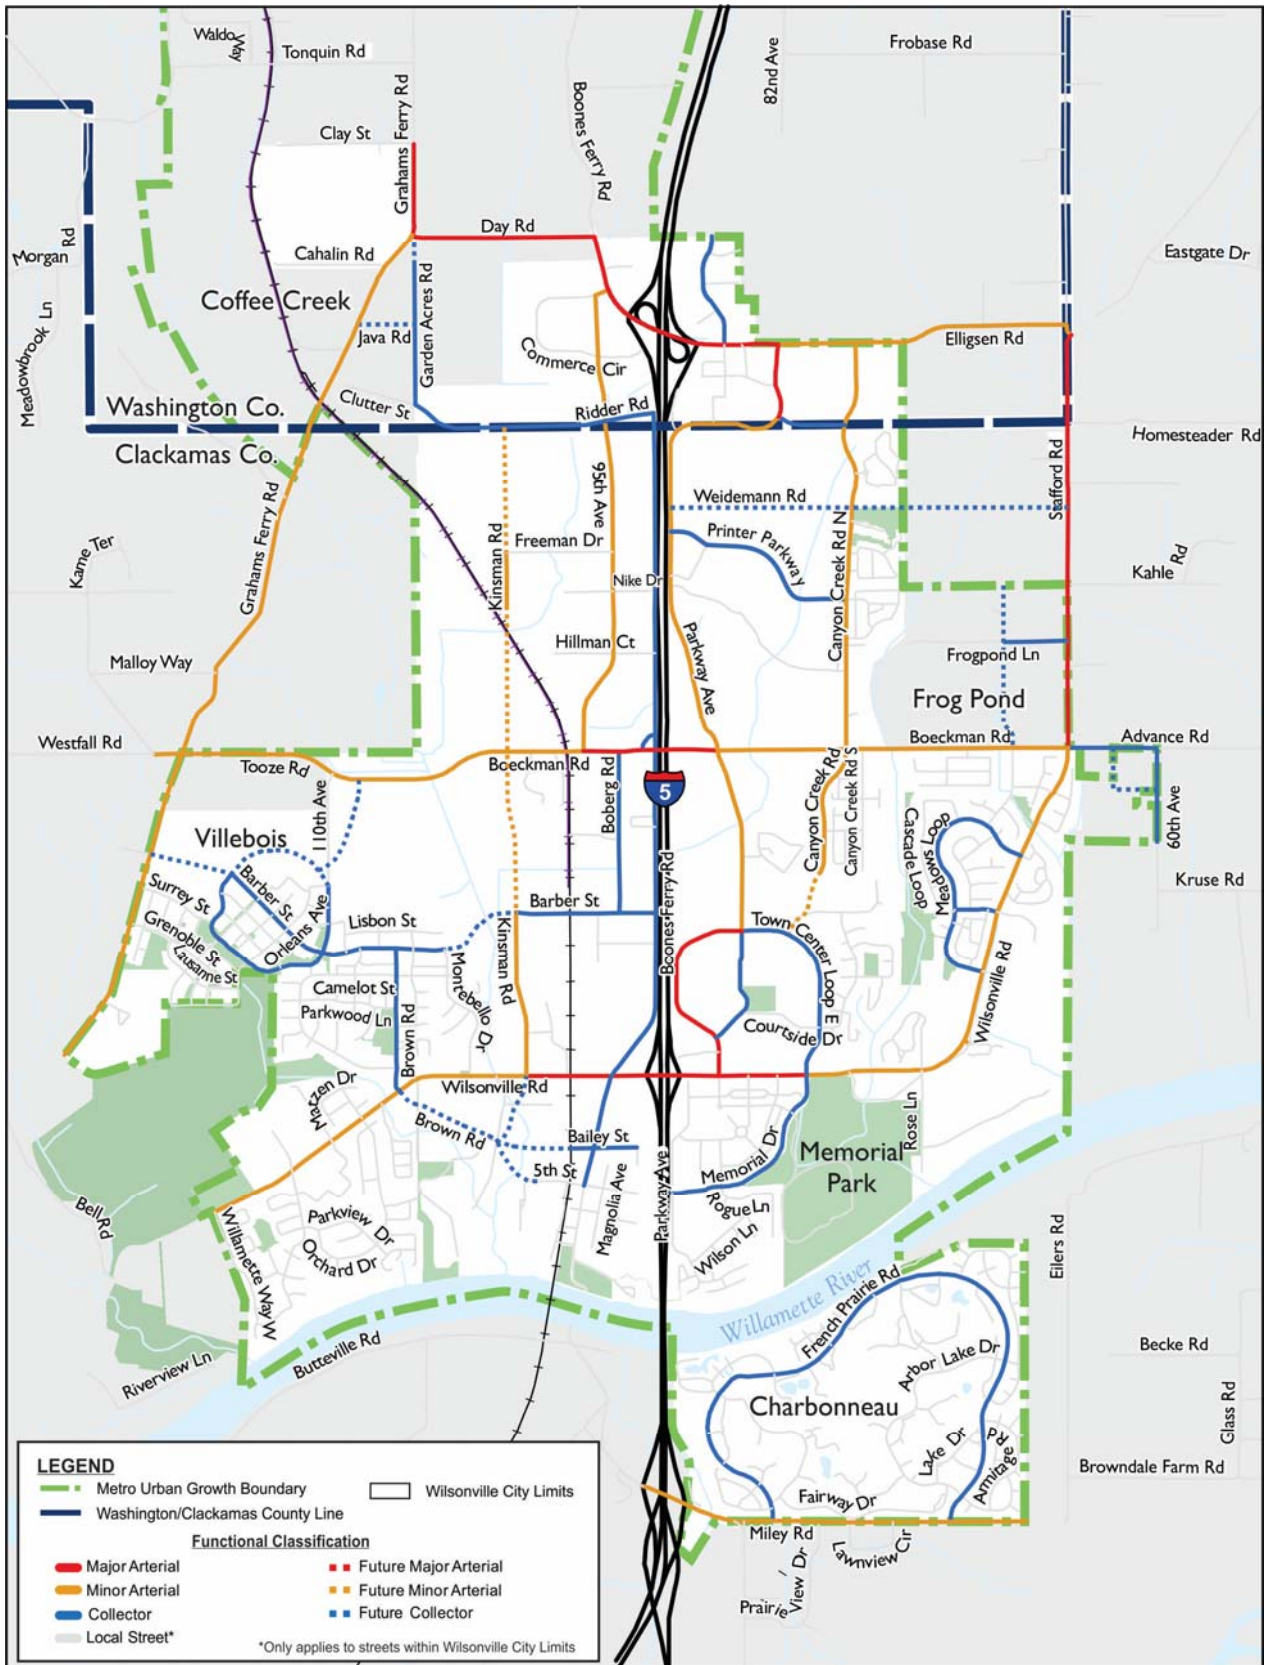 Waldo
Way
Tonquin Rd
Frobase Rd
82nd Ave
Boones Ferry Rd
Clay St
Grahams Ferry Rd
Day Rd
Morgan Rd
Cahalin Rd
Eastgate Dr
Coffee Creek
Garden Acres Rd
Java Rd
Elligsen Rd
Meadowbrook Ln
Commerce Cir
Clutter St
Washington Co.
Ridder Rd
Clackamas Co.
Homesteader Rd
Stafford Rd
Grahams Ferry Rd
95th Ave
Weidemann Rd
Kinsman Rd
Printer Parkway
Freeman Dr
Canyon Creek Rd N
Kame Ter
Kahle Rd
Nike Dr
Hillman Ct
Parkway Ave
Frogpond Ln
Malloy Way
Frog Pond
Westfall Rd
Boeckman Rd
Advance Rd
Tooze Rd
Boeckman Rd
110th Ave
Boberg Rd
5
Canyon Creek Rd
Canyon Creek Rd S
60th Ave
Villebois
Cascade Loop
Meadows Loop
Boones Ferry Rd
Kruse Rd
Surrey St
Barber St
Barber St
Grenoble St
Orleans Ave
Lisbon St
Town Center Loop E
Lausanne St
Kinsman Rd
Montebello Dr
Camelot St
Wilsonville Rd
Parkwood Ln
Brown Rd
Courtside Dr
Matzen Dr
Wilsonville Rd
Rose Ln
Brown Rd
Bailey St
Memorial
Park
Memorial Dr
5th St
Parkway Ave
Magnolia Ave
Rogue Ln
Bell Rd
Parkview Dr
Willamette Way W
Orchard Dr
Wilson Ln
Eilers Rd
Willamette River
French Prairie Rd
Butteville Rd
Riverview Ln
Becke Rd
Arbor Lake Dr
Charbonneau
Glass Rd
Lake Dr
Armitage Rd
Browndale Farm Rd
Fairway Dr
Miley Rd
Lawnview Cir
Prairie View Dr
LEGEND
Metro Urban Growth Boundary
Wilsonville City Limits
Washington/Clackamas County Line
Functional Classification
Major Arterial
Future Major Arterial
Minor Arterial
Future Minor Arterial
Collector
Future Collector
Local Street*
*Only applies to streets within Wilsonville City Limits